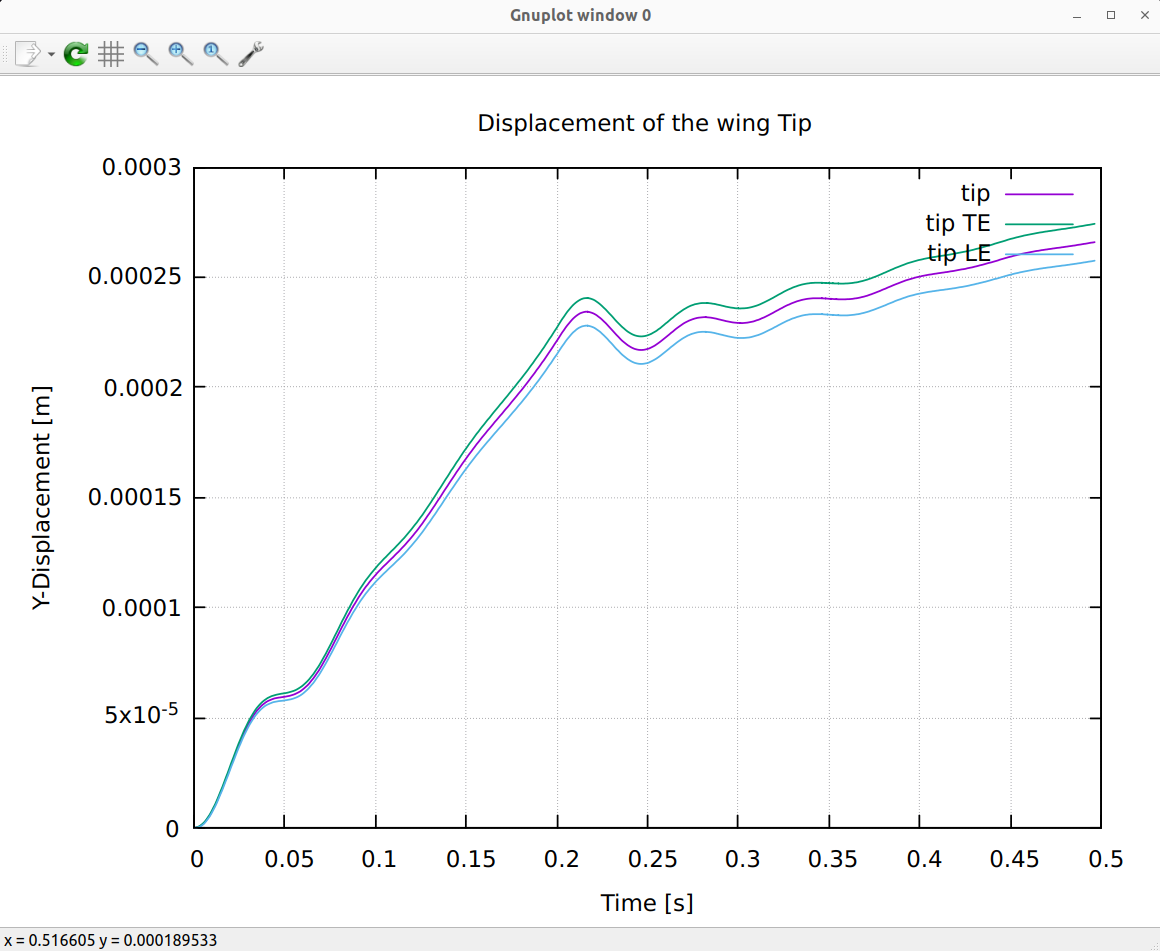 Gnuplot window 0
Displacement of the wing Tip
0.0003
0.00025
0.0002
0.00015
0.0001
5x10-5
0
Y-Displacement [m]
tip
tip TE
tip LE
0 0.05 0.1 0.15 0.2 0.25 0.3 0.35 0.4 0.45 0.5
Time [s]
x = 0.516605 y = 0.000189533